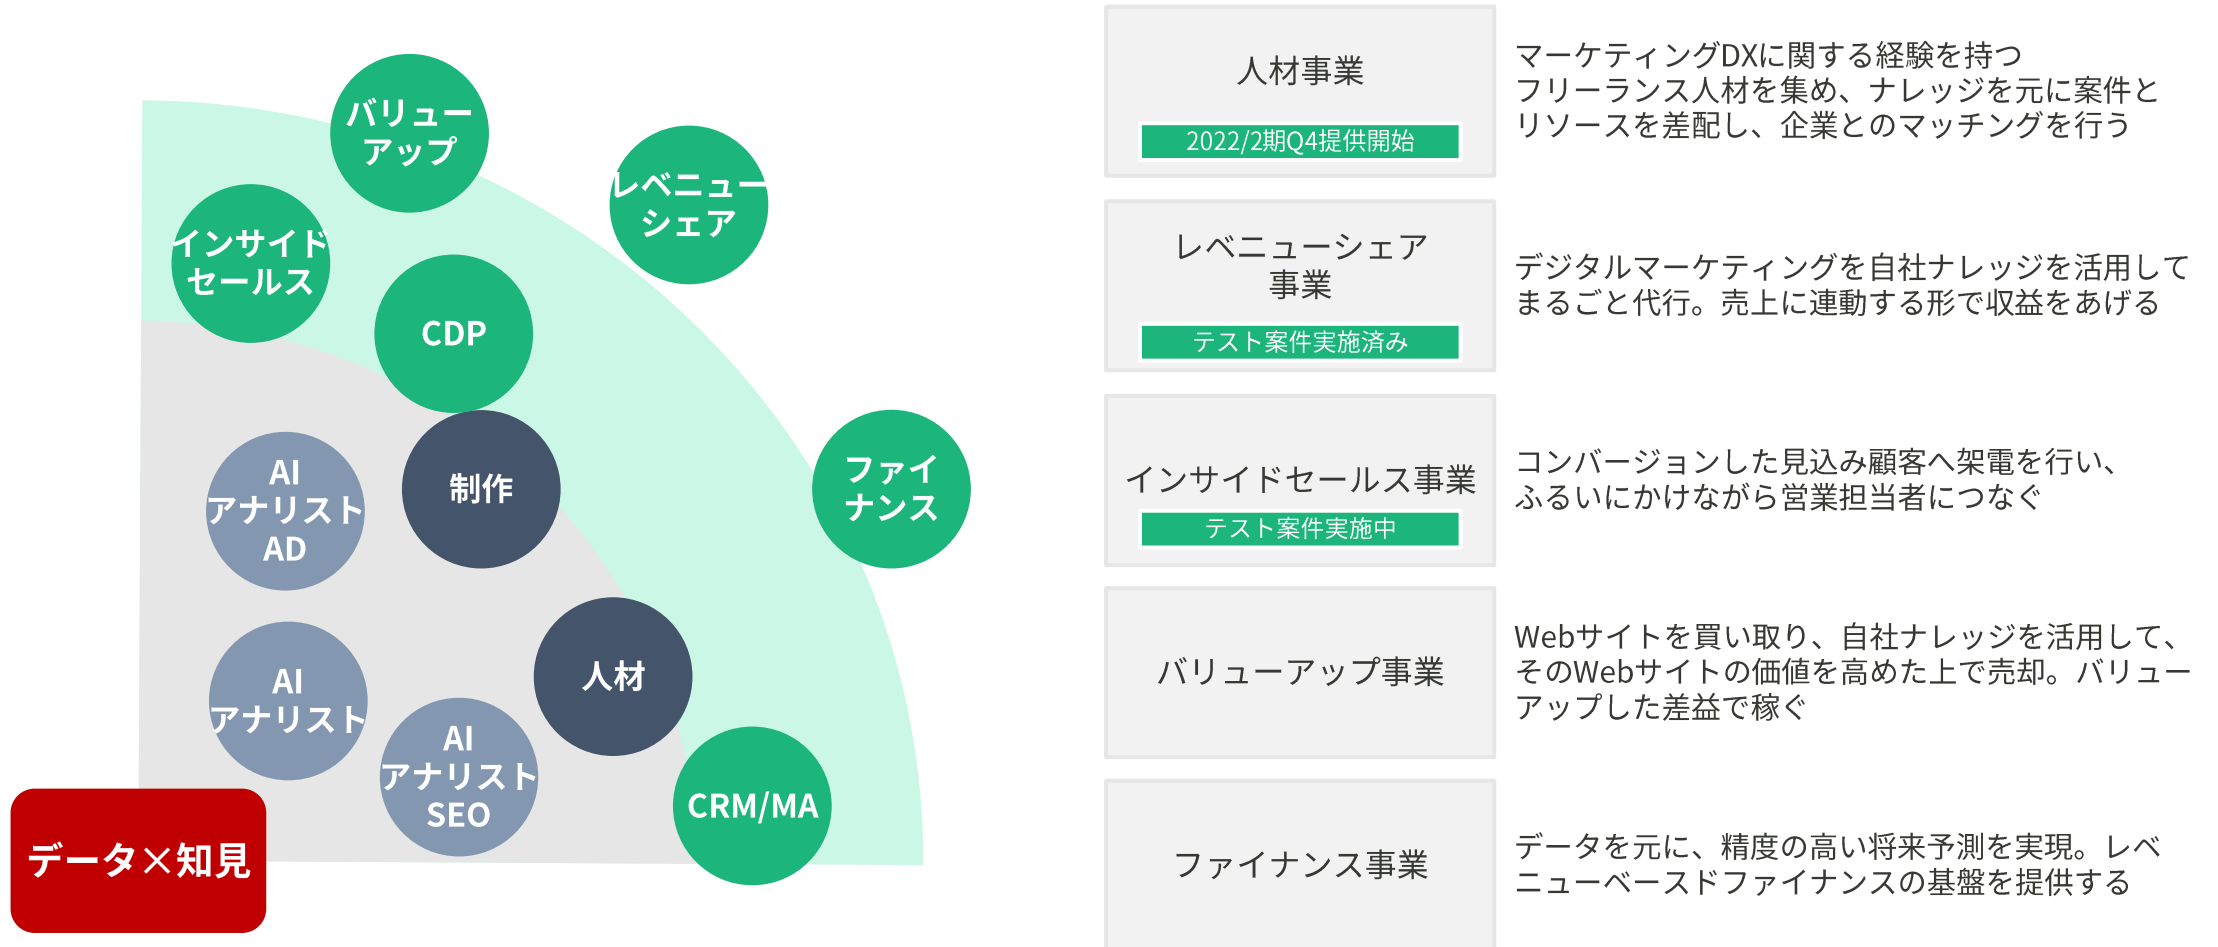 バリュー
アップ
レベニュー
シェア
インサイド
セールス
CDP
ファイ
ナンス
制作
AI
アナリスト
AD
人材
AI
アナリスト
AI
アナリスト
SEO
CRM/MA
データ×知見
人材事業
2022/2期Q4提供開始
マーケティングDXに関する経験を持つ
フリーランス人材を集め、ナレッジを元に案件と
リソースを差配し、企業とのマッチングを行う
レベニューシェア
事業
テスト案件実施済み
デジタルマーケティングを自社ナレッジを活用して
まるごと代行。売上に連動する形で収益をあげる
インサイドセールス事業
テスト案件実施中
コンバージョンした見込み顧客へ架電を行い、
ふるいにかけながら営業担当者につなぐ
バリューアップ事業
Webサイトを買い取り、自社ナレッジを活用して、
そのWebサイトの価値を高めた上で売却。バリュー
アップした差益で稼ぐ
ファイナンス事業
データを元に、精度の高い将来予測を実現。レベ
ニューベースドファイナンスの基盤を提供する